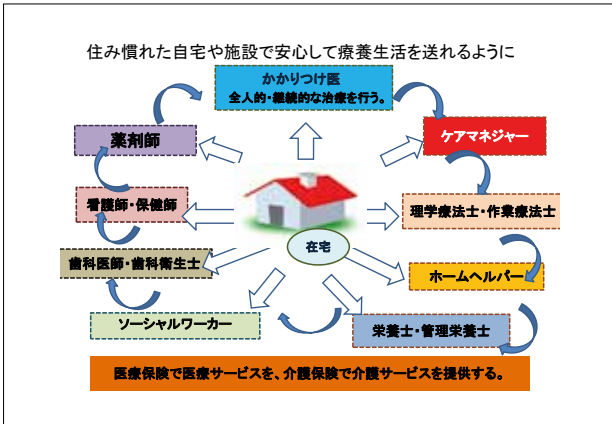 住み慣れた自宅や施設で安心して療養生活を送れるように
かかりつけ医
全人的・継続的な治療を行う。
薬剤師
ケアマネジャー
看護師・保健師
理学療法士・作業療法士
在宅
歯科医師・歯科衛生士
ホームヘルパー
ソーシャルワーカー
栄養士・管理栄養士
医療保険で医療サービスを、介護保険で介護サービスを提供する。